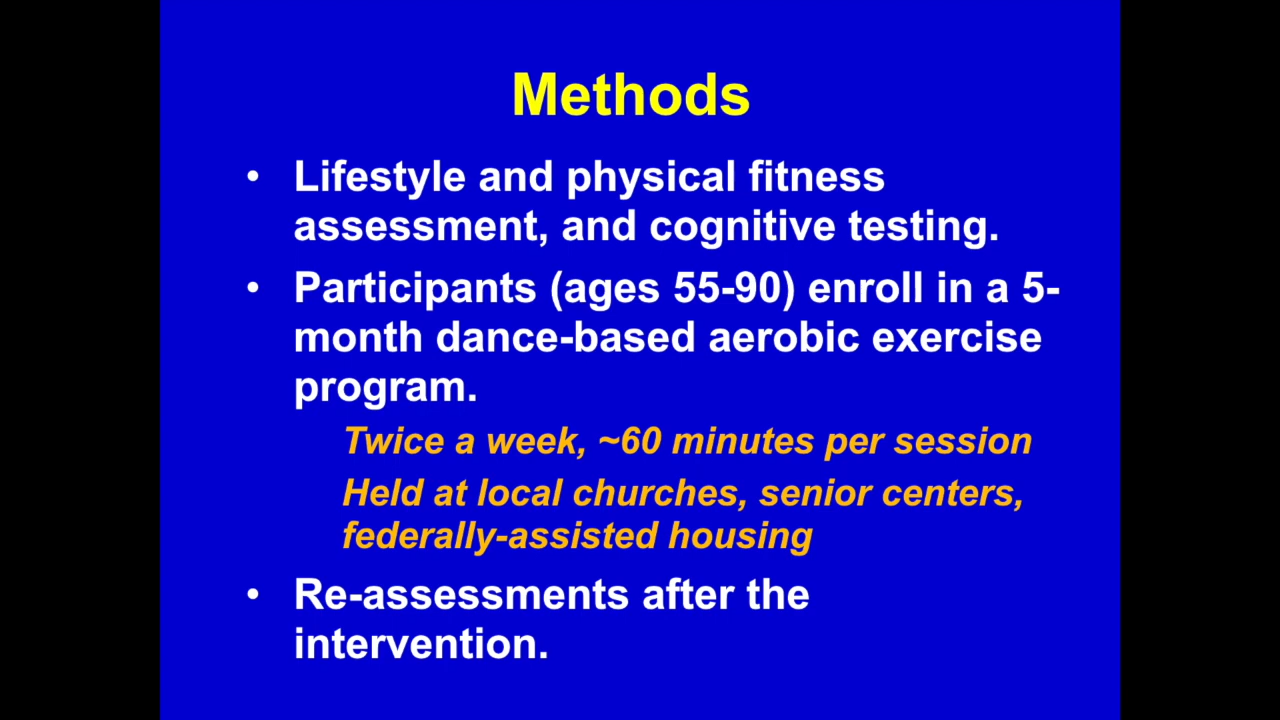 Methods
• Lifestyle and physical fitness
assessment, and cognitive testing.
• Participants (ages 55-90) enroll in a 5-
month dance-based aerobic exercise
program.
Twice a week, ~60 minutes per session
Held at local churches, senior centers,
federally-assisted housing
• Re-assessments after the
intervention.